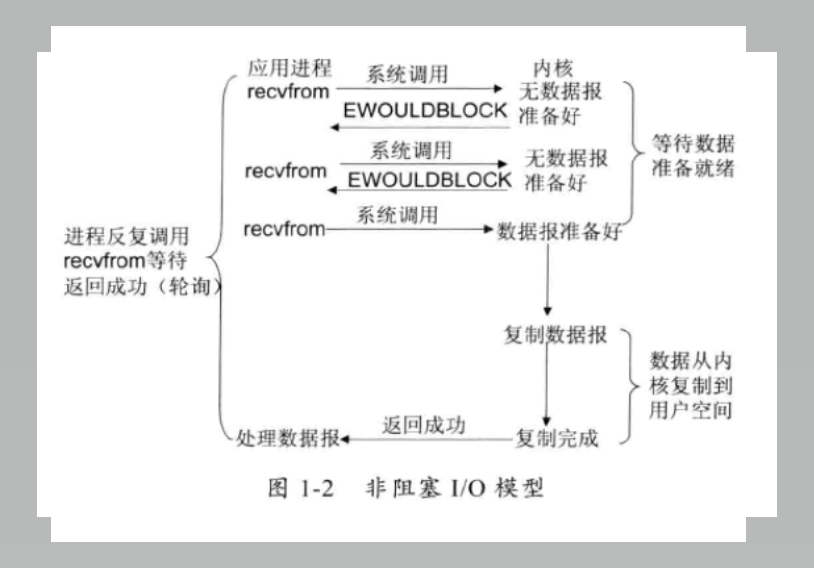 应用进程
系统调用
内核
recvfrom
无数据报
EWOULDBLOCK
准备好
系统调用
recvfrom
无数据报
EWOULDBLOCK
准备好
等待数据
准备就绪
系统调用
recvfrom
数据报准备好
进程反复调用
recvfrom等待
返回成功（轮询）
复制数据报
数据从内
核复制到
用户空间
返回成功
处理数据报
复制完成
图 1-2 非阻塞 I/O 模型